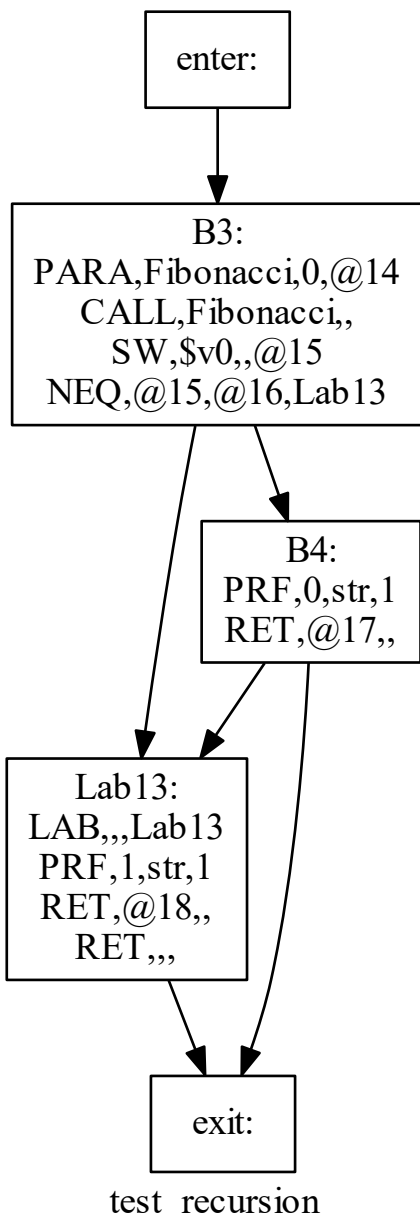 enter:
B3:
PARA,Fibonacci,0,@14
CALL,Fibonacci,,
SW,$v0,,@15
NEQ,@15,@16,Lab13
B4:
PRF,0,str,1
RET,@17,,
Lab13:
LAB,,,Lab13
PRF,1,str,1
RET,@18,,
RET,,,
exit:
test_recursion